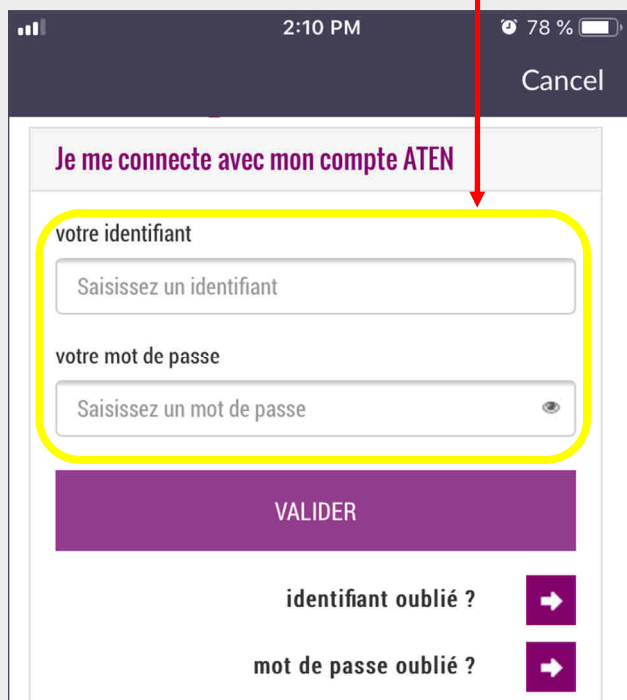 2:10 PM
78 %
Cancel
Je me connecte avec mon compte ATEN
votre identifiant
Saisissez un identifiant
votre mot de passe
Saisissez un mot de passe
VALIDER
identifiant oublié ?
mot de passe oublié ?